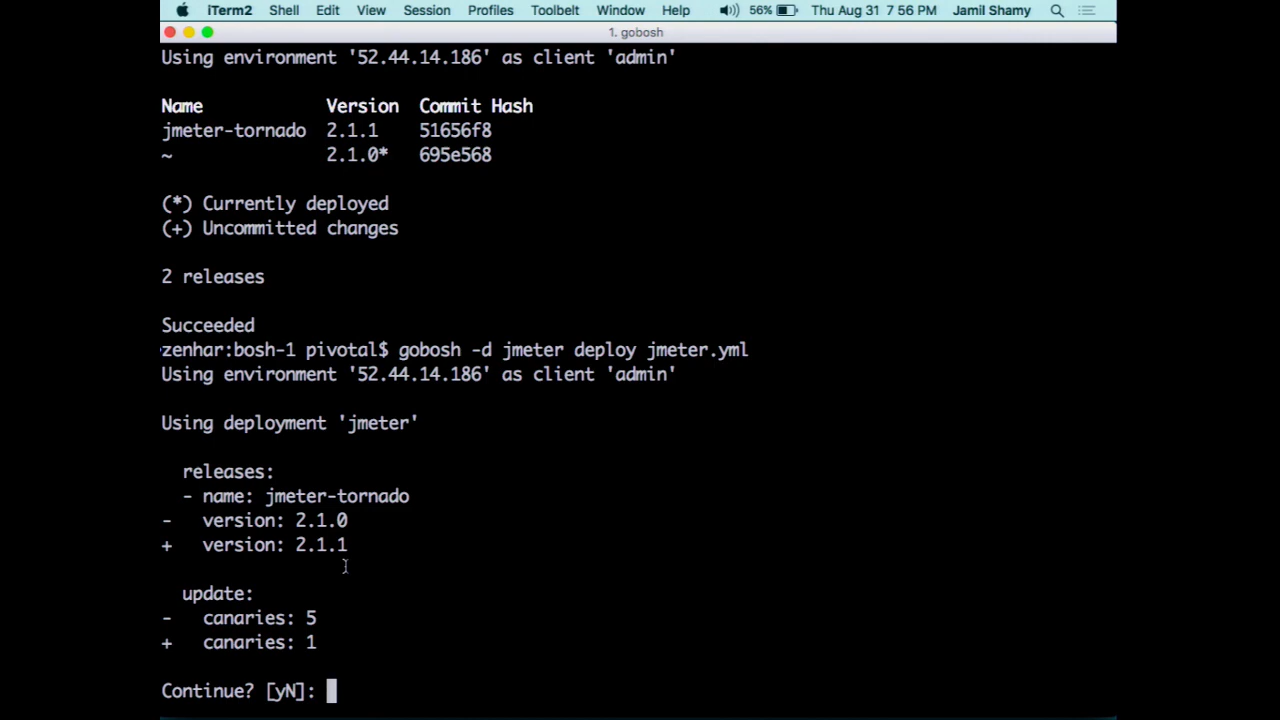 iTerm2 Shell Edit View Session Profiles Toolbelt Window Help 56% Thu Aug 31 7:56 PM Jamil Shamy
1. gobosh
Using environment '52.44.14.186' as client 'admin'
Name Version Commit Hash
jmeter-tornado 2.1.1 51656f8
~ 2.1.0* 695e568
(*) Currently deployed
(+) Uncommitted changes
2 releases
Succeeded
zenhar:bosh-1 pivotal$ gobosh -d jmeter deploy jmeter.yml
Using environment '52.44.14.186' as client 'admin'
Using deployment 'jmeter'
releases:
- name: jmeter-tornado
- version: 2.1.0
+ version: 2.1.1
update:
- canaries: 5
+ canaries: 1
Continue? [yN]: